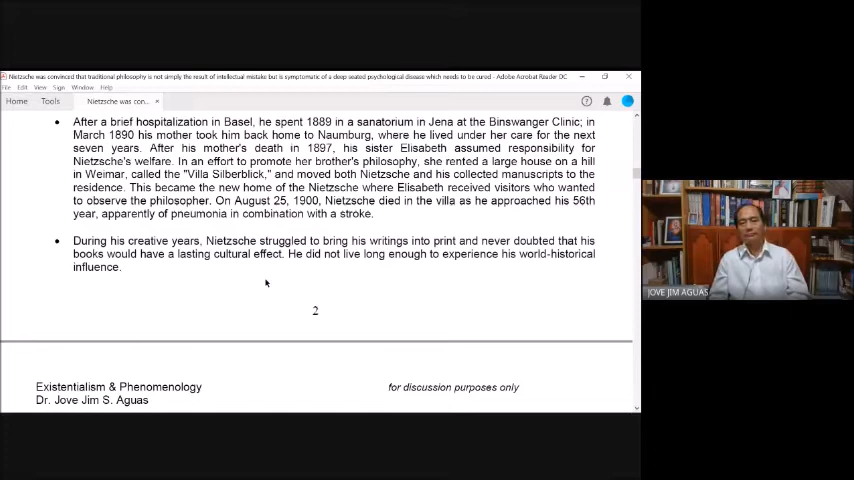 Nietzsche was convinced that traditional philosophy is not simply the result of intellectual mistake but is symptomatic of a deep seated psychological disease which needs to be cured - Adobe Acrobat Reader DC
File Edit View Sign Window Help
Home Tools Nietzsche was con... ×
• After a brief hospitalization in Basel, he spent 1889 in a sanatorium in Jena at the Binswanger Clinic; in
March 1890 his mother took him back home to Naumburg, where he lived under her care for the next
seven years. After his mother's death in 1897, his sister Elisabeth assumed responsibility for
Nietzsche's welfare. In an effort to promote her brother's philosophy, she rented a large house on a hill
in Weimar, called the "Villa Silberblick," and moved both Nietzsche and his collected manuscripts to the
residence. This became the new home of the Nietzsche where Elisabeth received visitors who wanted
to observe the philosopher. On August 25, 1900, Nietzsche died in the villa as he approached his 56th
year, apparently of pneumonia in combination with a stroke.
• During his creative years, Nietzsche struggled to bring his writings into print and never doubted that his
books would have a lasting cultural effect. He did not live long enough to experience his world-historical
influence.
2
Existentialism & Phenomenology for discussion purposes only
Dr. Jove Jim S. Aguas
JOVE JIM AGUAS